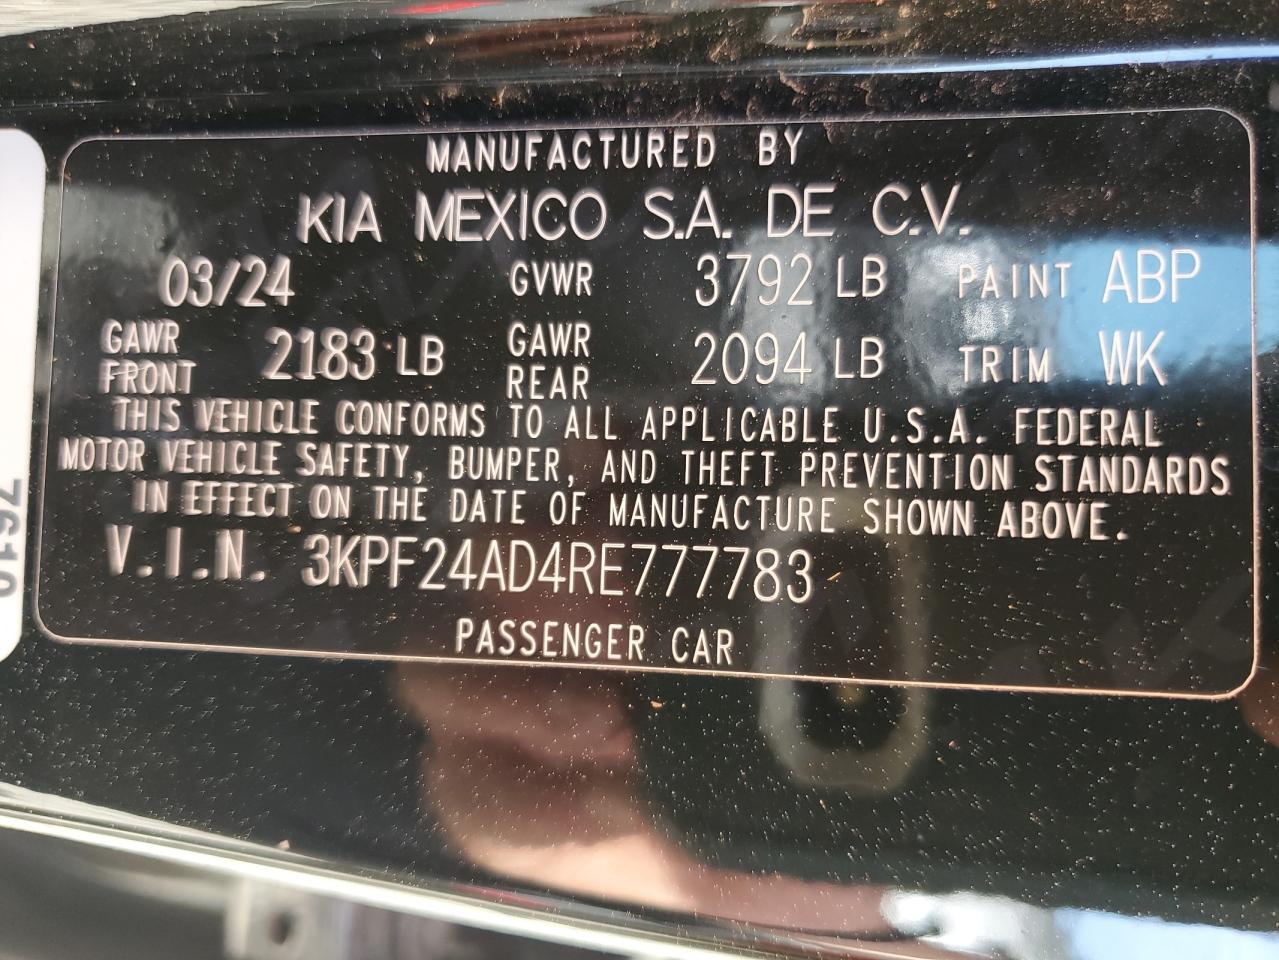 MANUFACTURED BY
KIA MEXICO S.A. DE C.V.
03/24 GVWR 3792 LB PAINT ABP
GAWR FRONT 2183 LB GAWR REAR 2094 LB TRIM WK
THIS VEHICLE CONFORMS TO ALL APPLICABLE U.S.A. FEDERAL
MOTOR VEHICLE SAFETY, BUMPER, AND THEFT PREVENTION STANDARDS
IN EFFECT ON THE DATE OF MANUFACTURE SHOWN ABOVE.
V.I.N. 3KPF24AD4RE777783
PASSENGER CAR